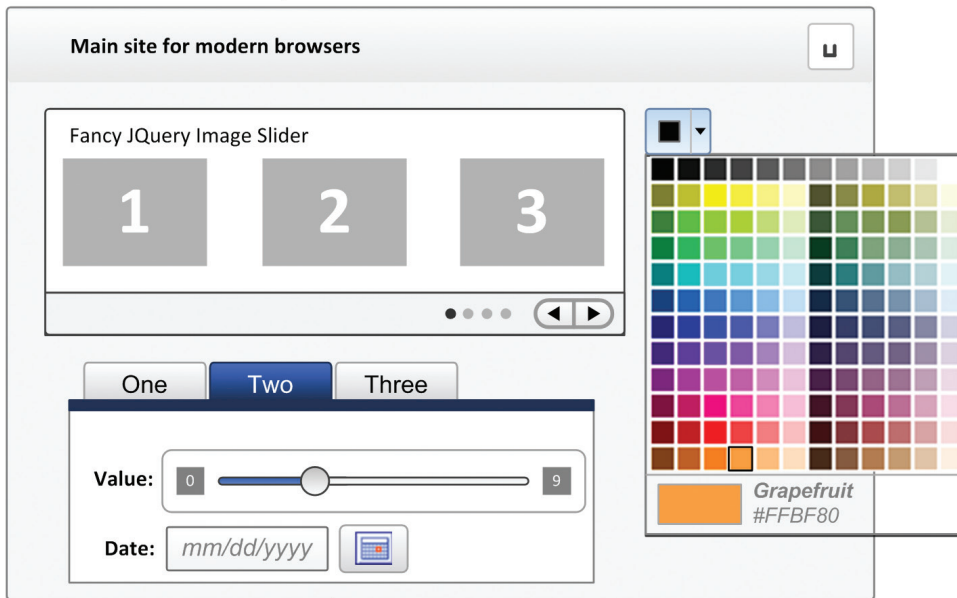 Main site for modern browsers
Fancy JQuery Image Slider
1 2 3
One Two Three
Value: 0 9
Date: mm/dd/yyyy
Grapefruit
#FFBF80